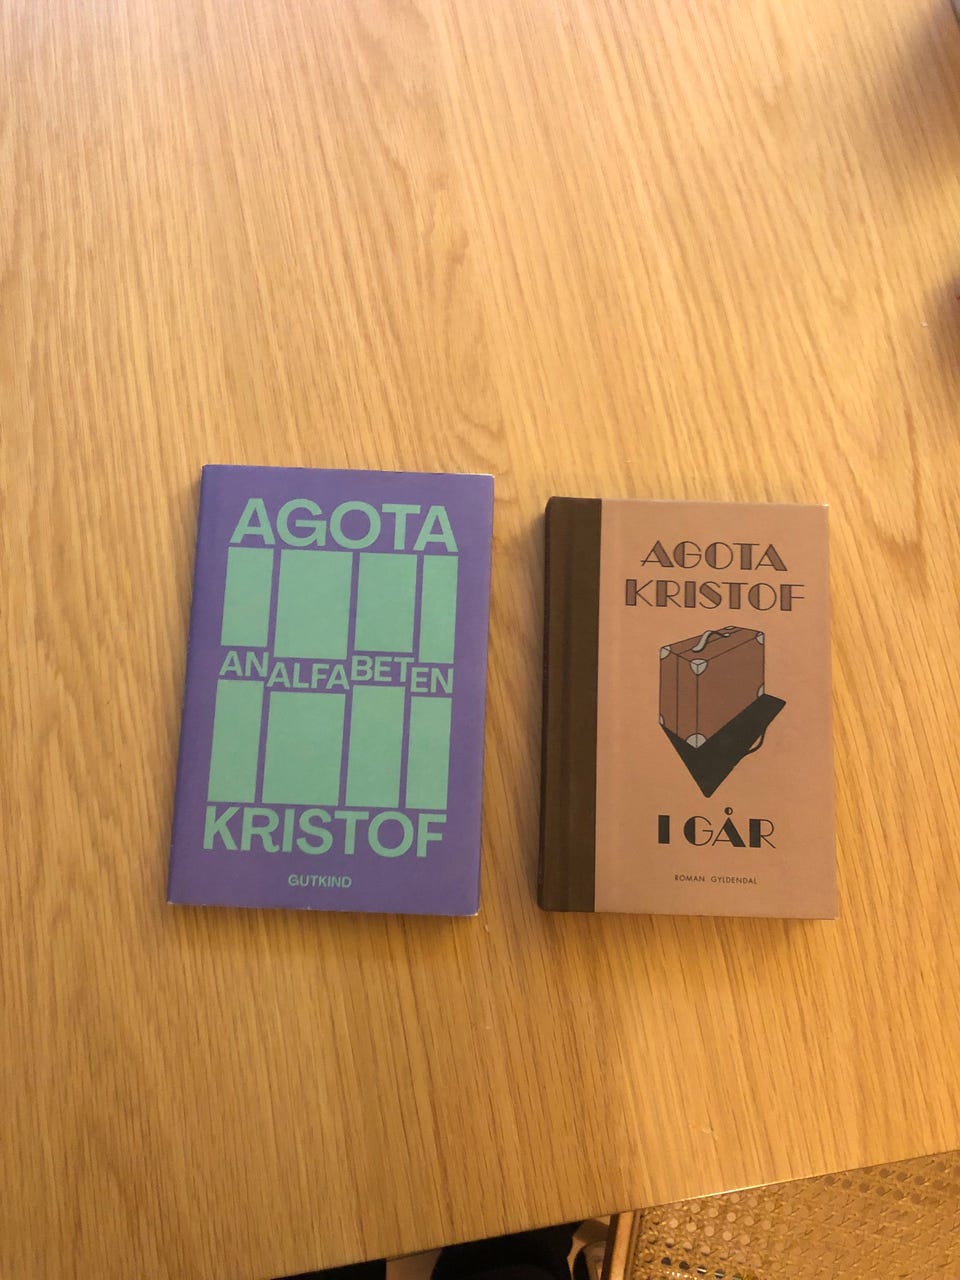 AGOTA
ANALFABETEN
KRISTOF
GUTKIND
AGOTA
KRISTOF
I GÅR
ROMAN GYLDENDAL